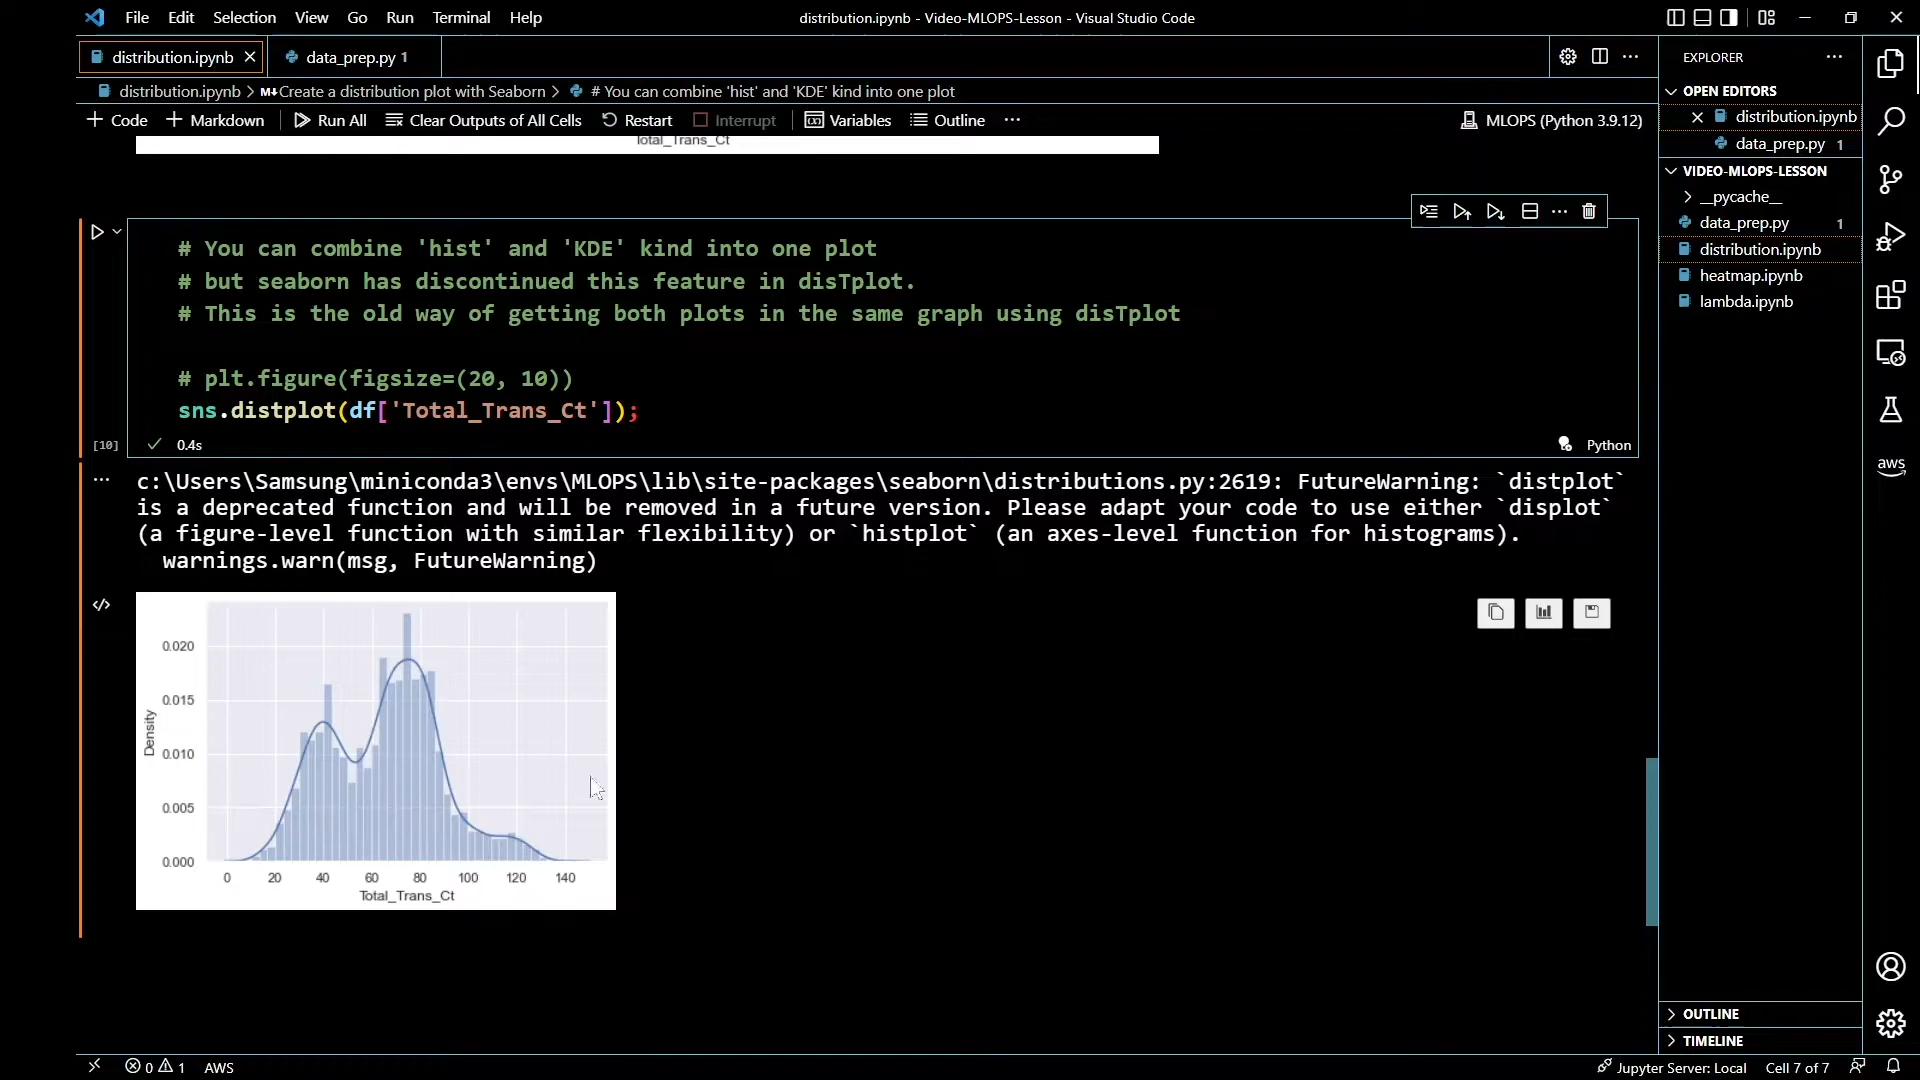 File Edit Selection View Go Run Terminal Help
distribution.ipynb - Video-MLOPS-Lesson - Visual Studio Code
distribution.ipynb
data_prep.py 1
distribution.ipynb > M↓Create a distribution plot with Seaborn > # You can combine 'hist' and 'KDE' kind into one plot
+ Code + Markdown Run All Clear Outputs of All Cells Restart Interrupt Variables Outline ...
MLOPS (Python 3.9.12)
Total_Trans_Ct
# You can combine 'hist' and 'KDE' kind into one plot
# but seaborn has discontinued this feature in disTplot.
# This is the old way of getting both plots in the same graph using disTplot
# plt.figure(figsize=(20, 10))
sns.distplot(df['Total_Trans_Ct']);
[10] ✓ 0.4s
Python
c:\Users\Samsung\miniconda3\envs\MLOPS\lib\site-packages\seaborn\distributions.py:2619: FutureWarning: `distplot`
is a deprecated function and will be removed in a future version. Please adapt your code to use either `displot`
(a figure-level function with similar flexibility) or `histplot` (an axes-level function for histograms).
warnings.warn(msg, FutureWarning)
0.020
0.015
0.010
0.005
0.000
Density
0 20 40 60 80 100 120 140
Total_Trans_Ct
EXPLORER
OPEN EDITORS
distribution.ipynb
data_prep.py 1
VIDEO-MLOPS-LESSON
__pycache__
data_prep.py 1
distribution.ipynb
heatmap.ipynb
lambda.ipynb
OUTLINE
TIMELINE
aws
0 1 AWS
Jupyter Server: Local Cell 7 of 7